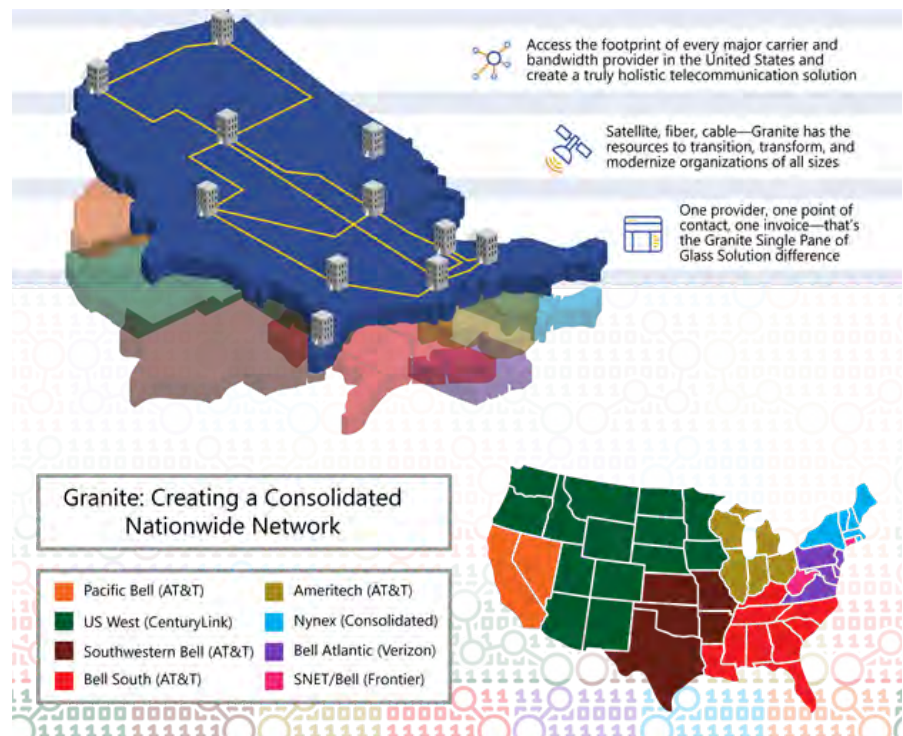 Access the footprint of every major carrier and
bandwidth provider in the United States and
create a truly holistic telecommunication solution
Satellite, fiber, cable—Granite has the
resources to transition, transform, and
modernize organizations of all sizes
One provider, one point of
contact, one invoice—that's
the Granite Single Pane of
Glass Solution difference
Granite: Creating a Consolidated
Nationwide Network
Pacific Bell (AT&T)
US West (CenturyLink)
Southwestern Bell (AT&T)
Bell South (AT&T)
Ameritech (AT&T)
Nynex (Consolidated)
Bell Atlantic (Verizon)
SNET/Bell (Frontier)